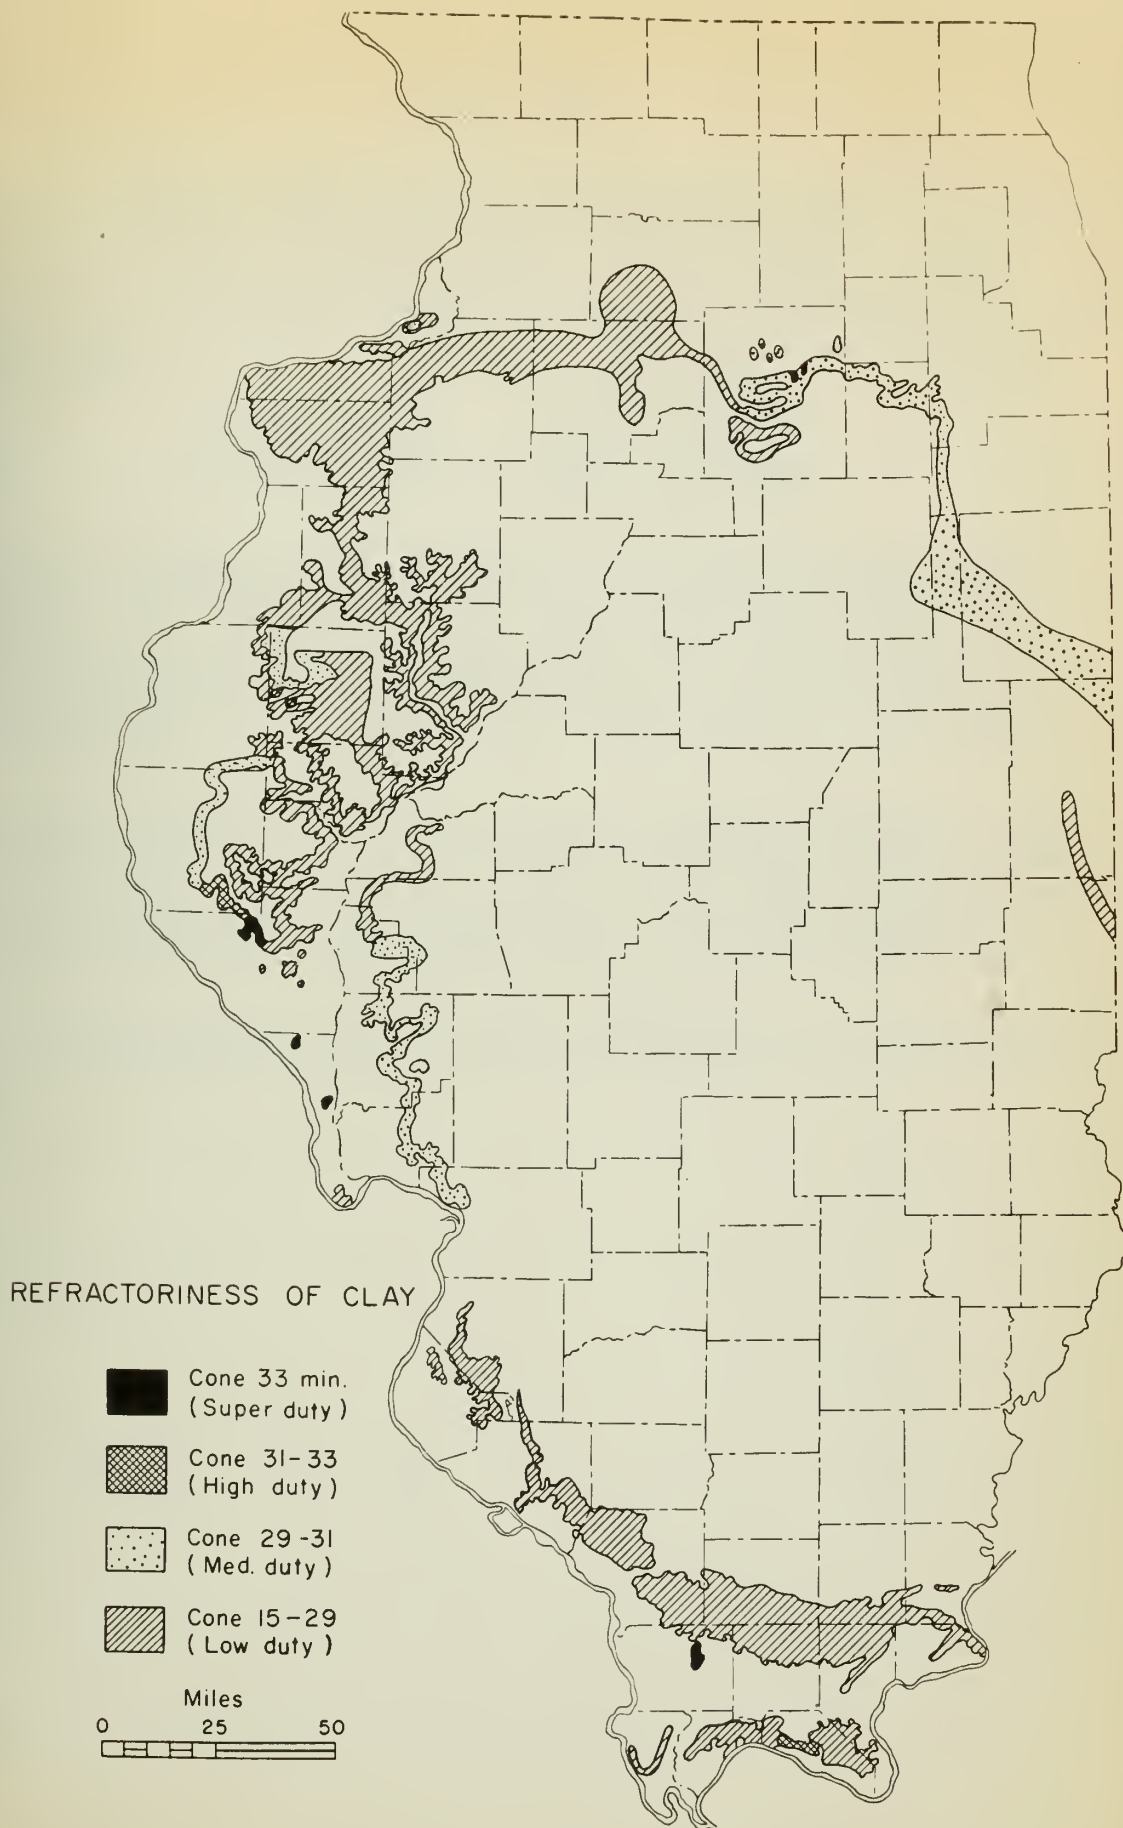 REFRACTORINESS OF CLAY
Cone 33 min.
(Super duty)
Cone 31-33
(High duty)
Cone 29-31
(Med. duty)
Cone 15-29
(Low duty)
Miles
0 25 50